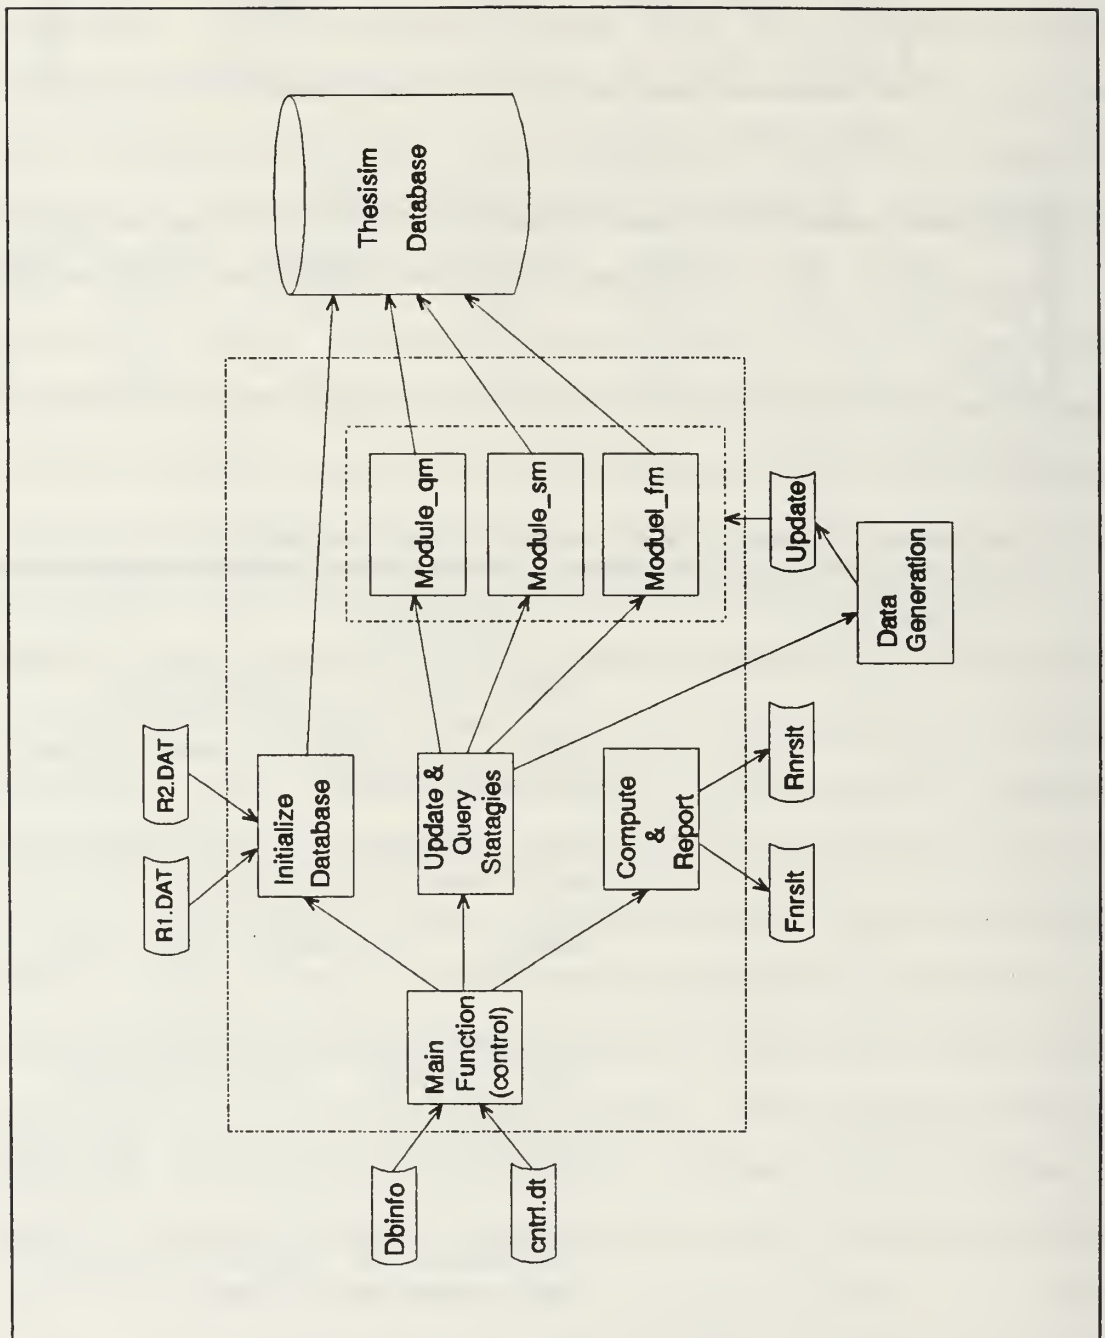 R1.DAT
R2.DAT
Initialize
Database
Thesisim
Database
Dbinfo
cntrl.dt
Main
Function
(control)
Update &
Query
Statagies
Module_qm
Module_sm
Moduel_fm
Compute
&
Report
Fnrslt
Rnrslt
Update
Data
Generation